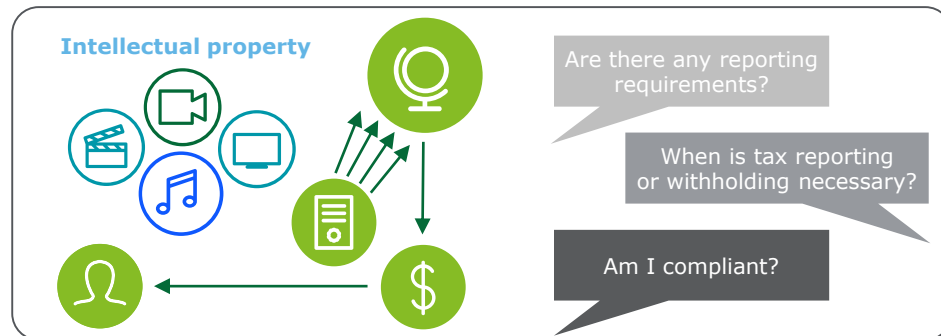 Intellectual property
Are there any reporting
requirements?
When is tax reporting
or withholding necessary?
Am I compliant?
$